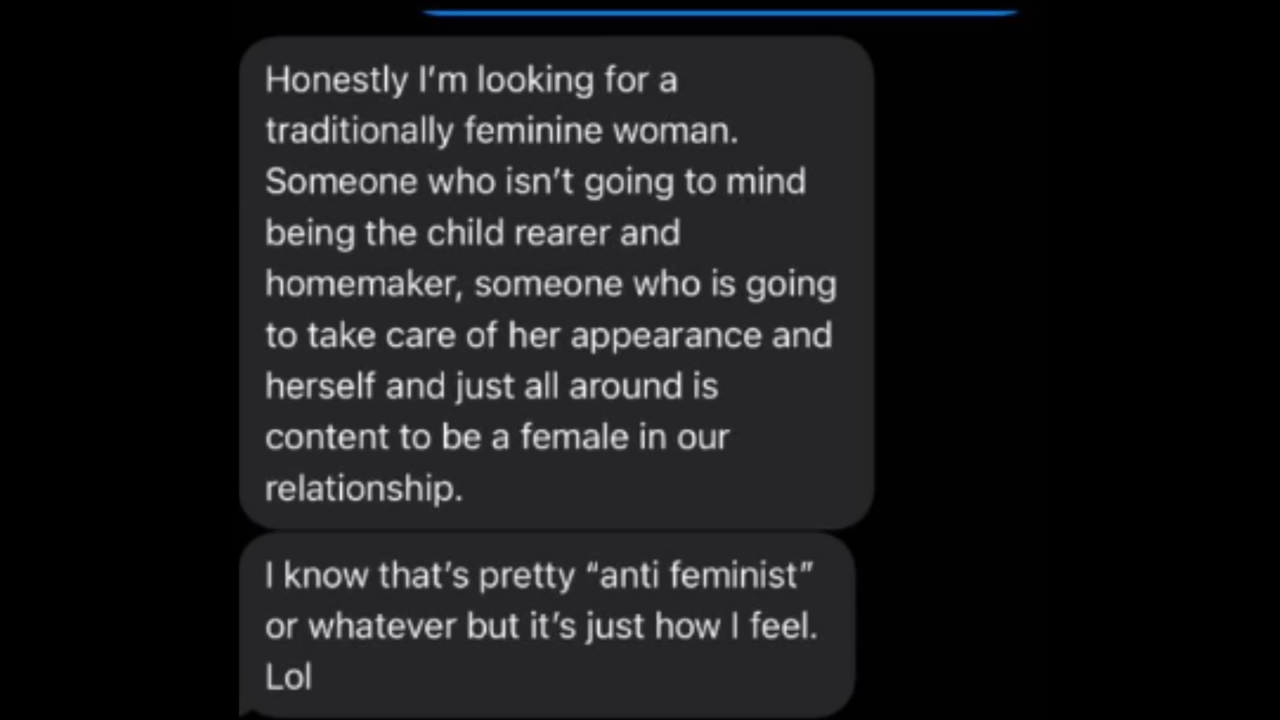 Honestly I’m looking for a
traditionally feminine woman.
Someone who isn’t going to mind
being the child rearer and
homemaker, someone who is going
to take care of her appearance and
herself and just all around is
content to be a female in our
relationship.
I know that’s pretty “anti feminist”
or whatever but it’s just how I feel.
Lol